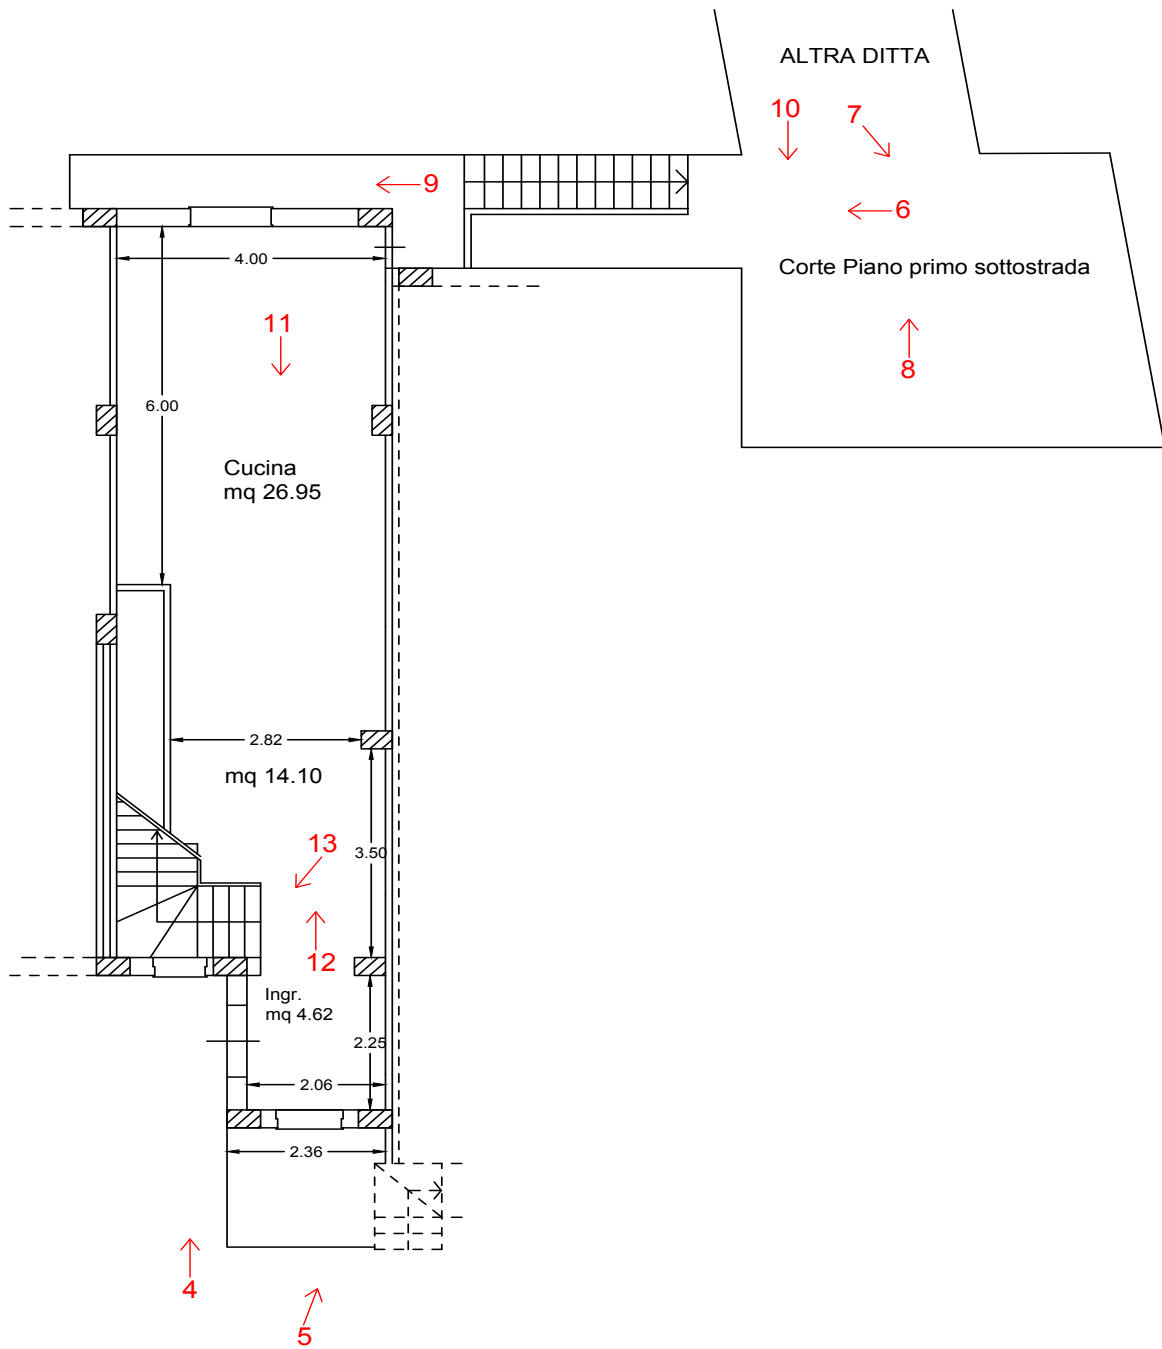 ALTRA DITTA
10
7
9
6
4.00
Corte Piano primo sottostrada
11
8
6.00
Cucina
mq 26.95
2.82
mq 14.10
13
3.50
12
Ingr.
mq 4.62
2.25
2.06
2.36
4
5